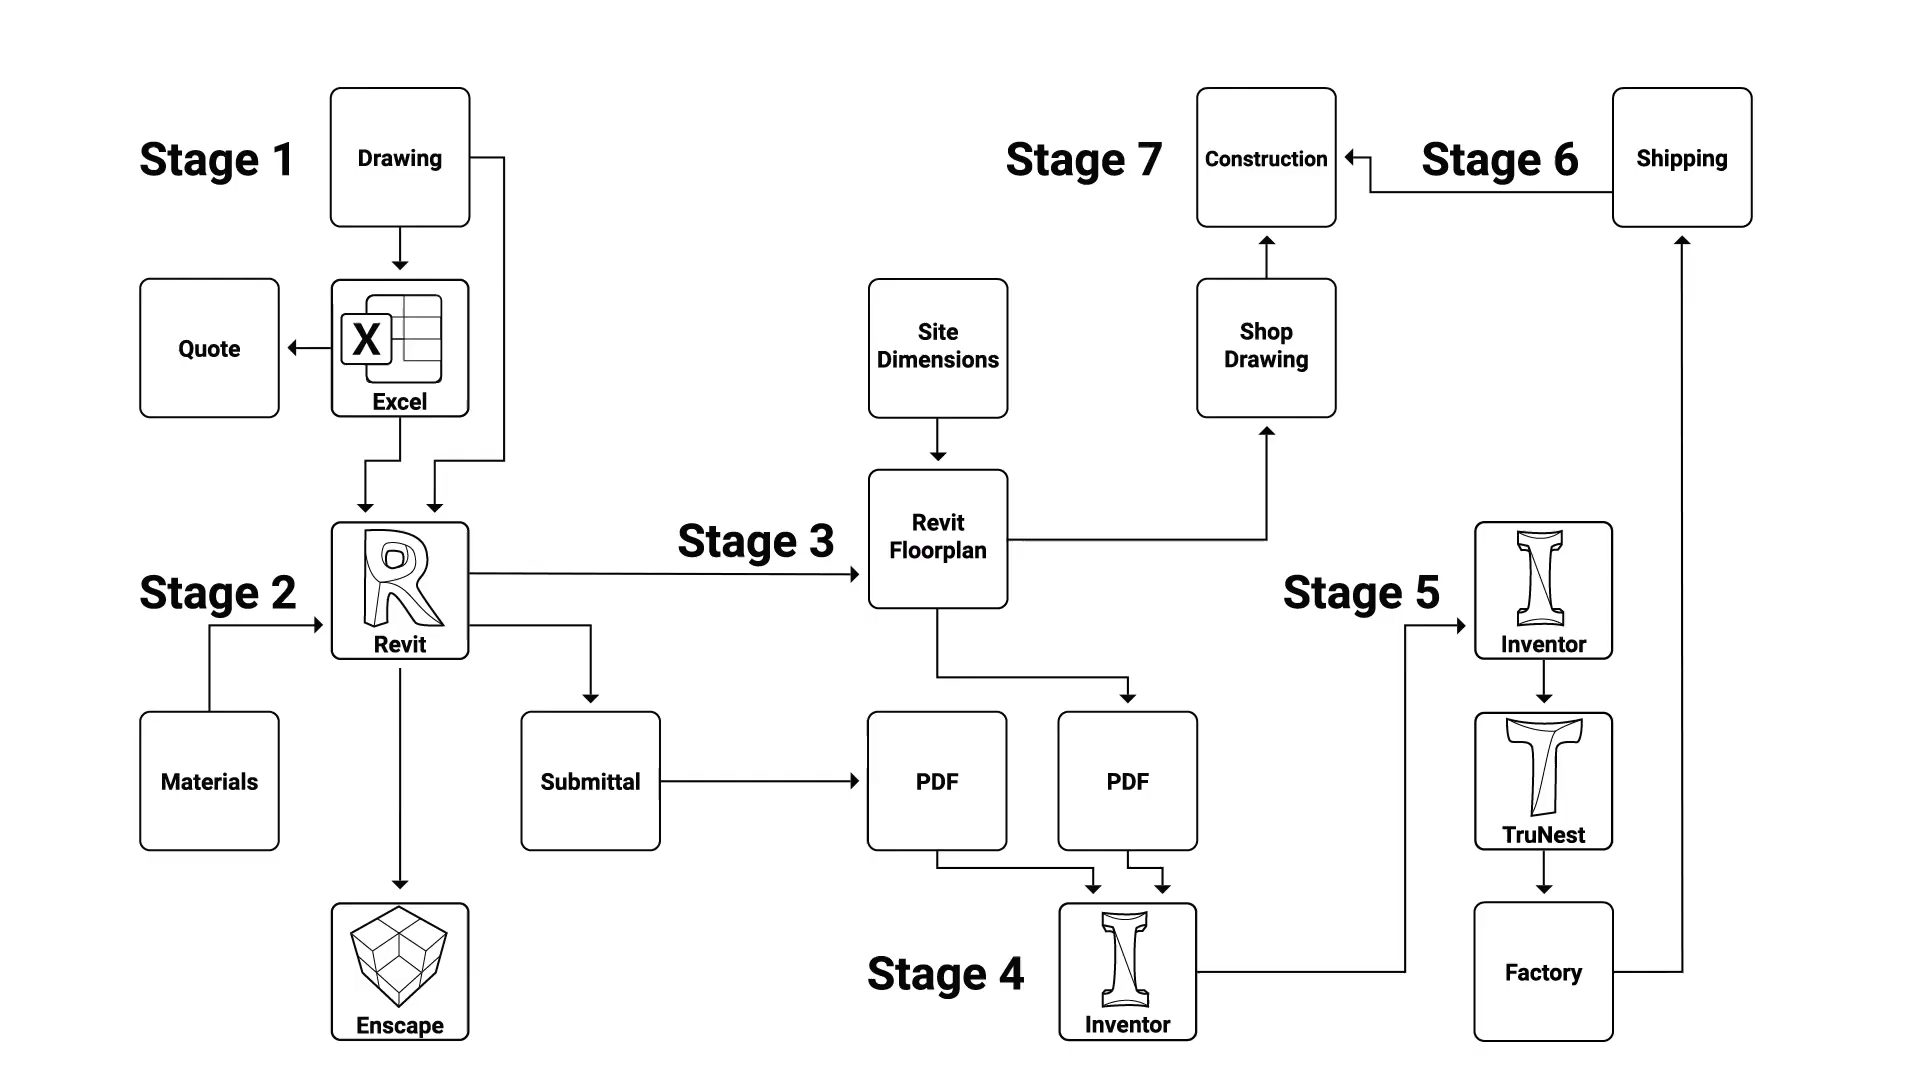 Stage 1
Drawing
Stage 7
Construction
Stage 6
Shipping
Quote
X
Excel
Site
Dimensions
Shop
Drawing
Stage 3
Revit
Floorplan
Stage 2
R
Revit
Stage 5
I
Inventor
Materials
Submittal
PDF
PDF
T
TruNest
Enscape
Stage 4
I
Inventor
Factory